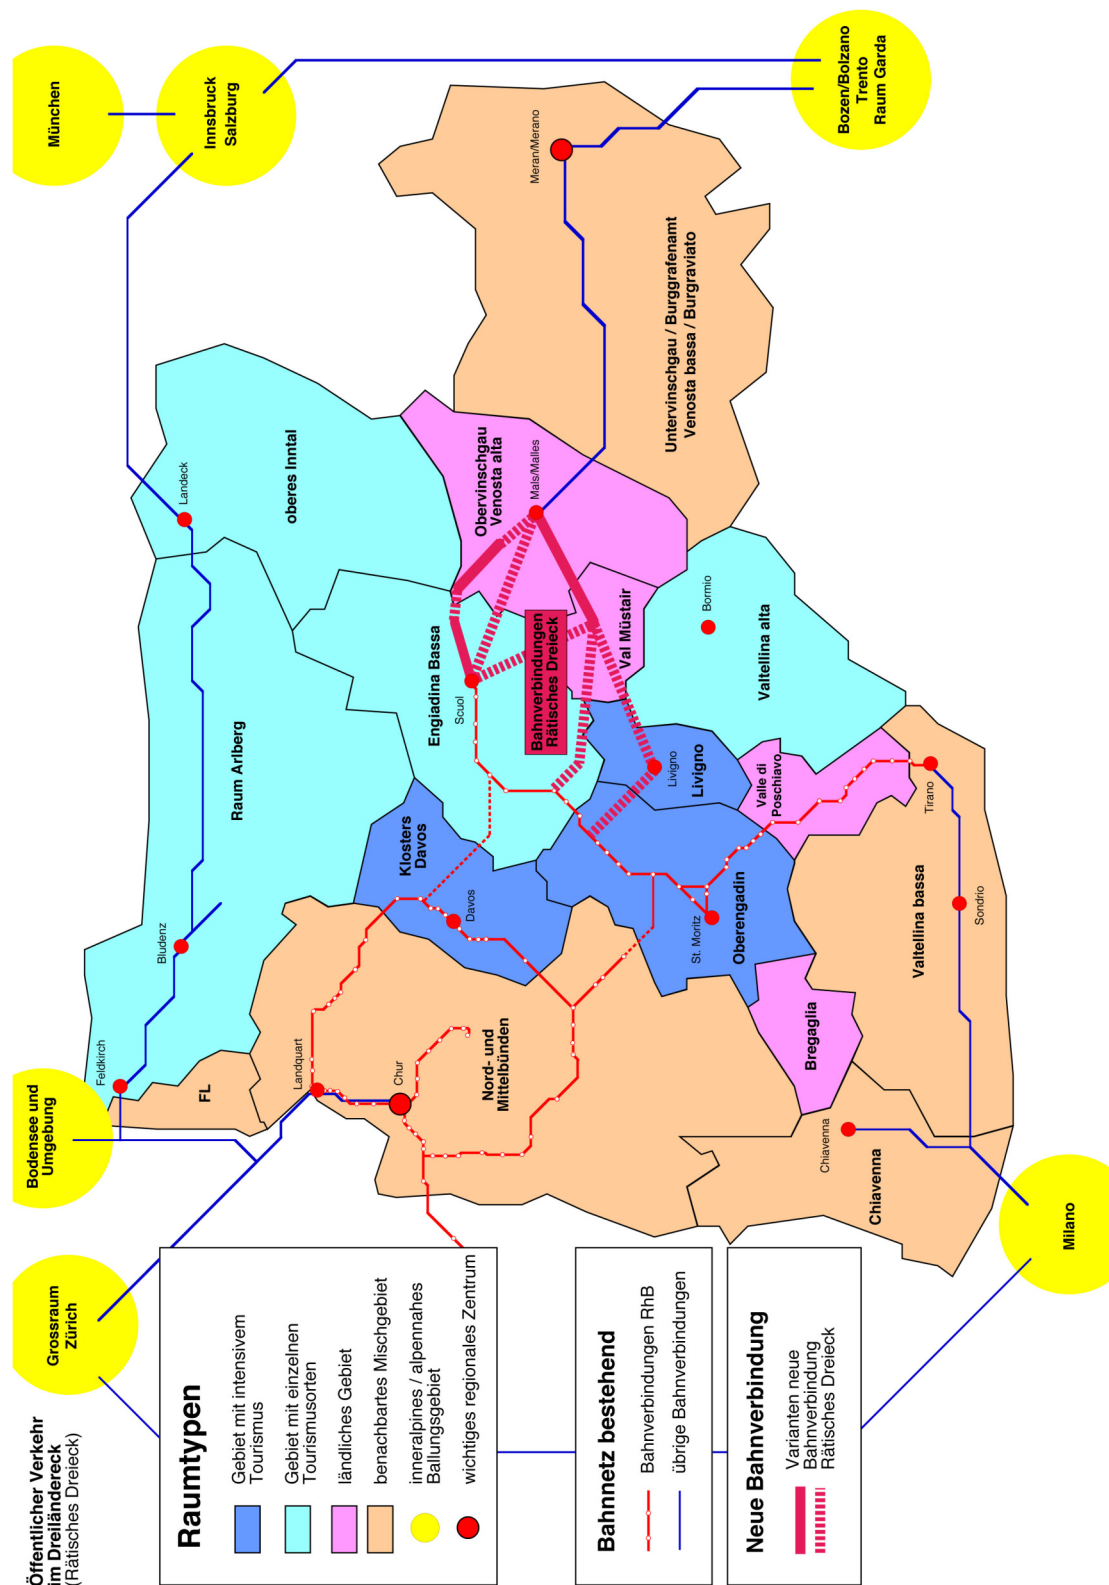 Öffentlicher Verkehr
im Dreiländereck
(Rätisches Dreieck)
Grossraum
Zürich
Bodensee und
Umgebung
München
Innsbruck
Salzburg
Bozen/Bolzano
Trento
Raum Garda
Milano
Feldkirch
Bludenz
Landeck
FL
Raum Arlberg
oberes Inntal
Landquart
Chur
Nord- und
Mittelbünden
Klosters
Davos
Davos
Engiadina Bassa
Scuol
Obervinschgau
Venosta alta
Mals/Malles
Meran/Merano
Untervinschgau / Burggrafenamt
Venosta bassa / Burgraviato
Bahnverbindungen
Rätisches Dreieck
Val Müstair
St. Moritz
Oberengadin
Livigno
Livigno
Bormio
Valtellina alta
Valle di
Poschiavo
Bregaglia
Chiavenna
Chiavenna
Valtellina bassa
Sondrio
Tirano
Raumtypen
Gebiet mit intensivem
Tourismus
Gebiet mit einzelnen
Tourismusorten
ländliches Gebiet
benachbartes Mischgebiet
inneralpines / alpennahes
Ballungsgebiet
wichtiges regionales Zentrum
Bahnnetz bestehend
Bahnverbindungen RhB
übrige Bahnverbindungen
Neue Bahnverbindung
Varianten neue
Bahnverbindung
Rätisches Dreieck